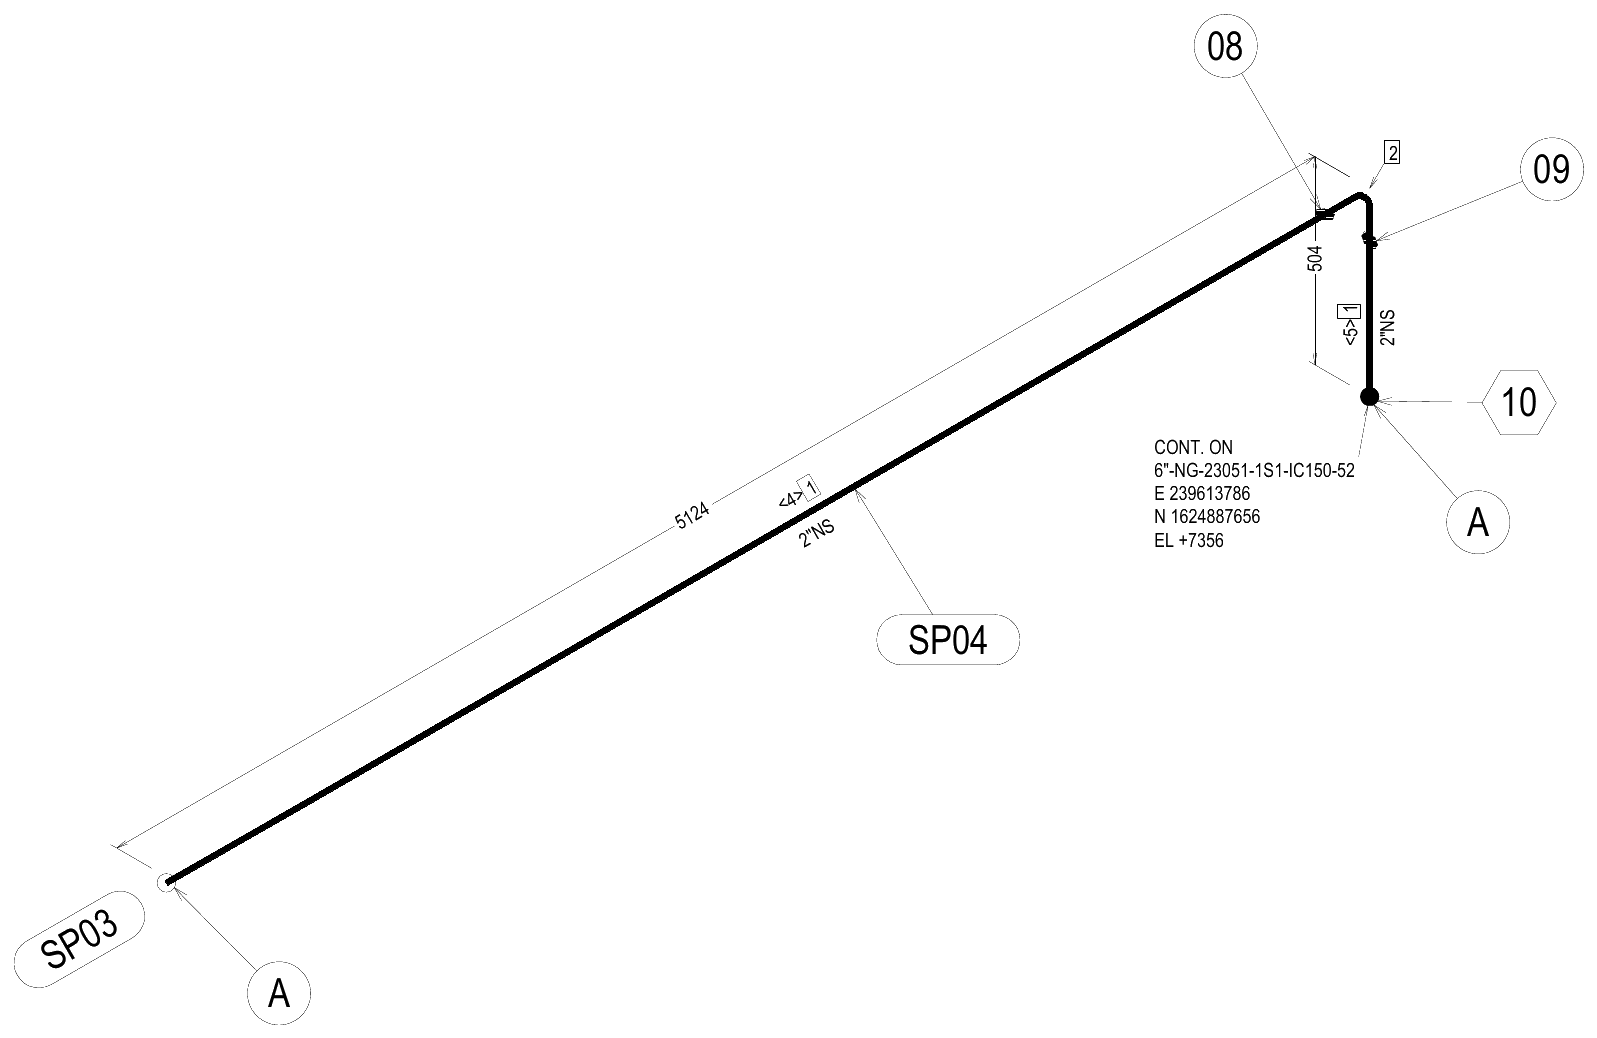 08
2
09
504
<5> 1
2"NS
10
CONT. ON
6"-NG-23051-1S1-IC150-52
E 239613786
N 1624887656
EL +7356
A
<4> 1
5124
2"NS
SP04
SP03
A